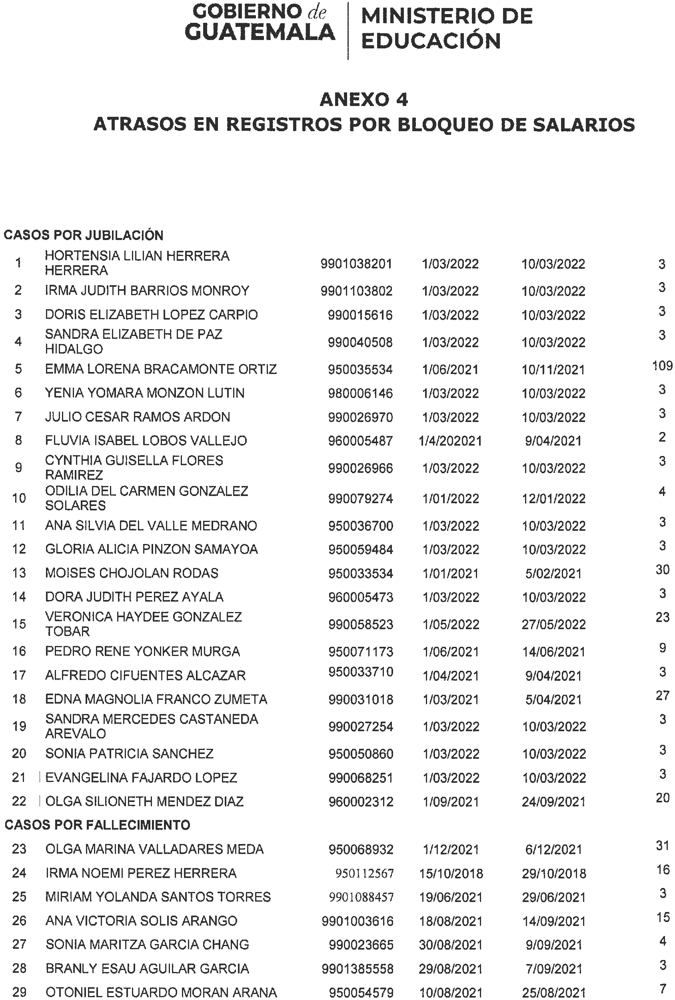 GOBIERNO de
GUATEMALA
MINISTERIO DE
EDUCACIÓN
ANEXO 4
ATRASOS EN REGISTROS POR BLOQUEO DE SALARIOS
CASOS POR JUBILACIÓN
1 HORTENSIA LILIAN HERRERA
HERRERA 9901038201 1/03/2022 10/03/2022 3
2 IRMA JUDITH BARRIOS MONROY 9901103802 1/03/2022 10/03/2022 3
3 DORIS ELIZABETH LOPEZ CARPIO 990015616 1/03/2022 10/03/2022 3
4 SANDRA ELIZABETH DE PAZ
HIDALGO 990040508 1/03/2022 10/03/2022 3
5 EMMA LORENA BRACAMONTE ORTIZ 950035534 1/06/2021 10/11/2021 109
6 YENIA YOMARA MONZON LUTIN 980006146 1/03/2022 10/03/2022 3
7 JULIO CESAR RAMOS ARDON 990026970 1/03/2022 10/03/2022 3
8 FLUVIA ISABEL LOBOS VALLEJO 960005487 1/4/202021 9/04/2021 2
9 CYNTHIA GUISELLA FLORES
RAMIREZ 990026966 1/03/2022 10/03/2022 3
10 ODILIA DEL CARMEN GONZALEZ
SOLARES 990079274 1/01/2022 12/01/2022 4
11 ANA SILVIA DEL VALLE MEDRANO 950036700 1/03/2022 10/03/2022 3
12 GLORIA ALICIA PINZON SAMAYOA 950059484 1/03/2022 10/03/2022 3
13 MOISES CHOJOLAN RODAS 950033534 1/01/2021 5/02/2021 30
14 DORA JUDITH PEREZ AYALA 960005473 1/03/2022 10/03/2022 3
15 VERONICA HAYDEE GONZALEZ
TOBAR 990058523 1/05/2022 27/05/2022 23
16 PEDRO RENE YONKER MURGA 950071173 1/06/2021 14/06/2021 9
17 ALFREDO CIFUENTES ALCAZAR 950033710 1/04/2021 9/04/2021 3
18 EDNA MAGNOLIA FRANCO ZUMETA 990031018 1/03/2021 5/04/2021 27
19 SANDRA MERCEDES CASTANEDA
AREVALO 990027254 1/03/2022 10/03/2022 3
20 SONIA PATRICIA SANCHEZ 950050860 1/03/2022 10/03/2022 3
21 EVANGELINA FAJARDO LOPEZ 990068251 1/03/2022 10/03/2022 3
22 OLGA SILIONETH MENDEZ DIAZ 960002312 1/09/2021 24/09/2021 20
CASOS POR FALLECIMIENTO
23 OLGA MARINA VALLADARES MEDA 950068932 1/12/2021 6/12/2021 31
24 IRMA NOEMI PEREZ HERRERA 950112567 15/10/2018 29/10/2018 16
25 MIRIAM YOLANDA SANTOS TORRES 9901088457 19/06/2021 29/06/2021 3
26 ANA VICTORIA SOLIS ARANGO 9901003616 18/08/2021 14/09/2021 15
27 SONIA MARITZA GARCIA CHANG 990023665 30/08/2021 9/09/2021 4
28 BRANLY ESAU AGUILAR GARCIA 9901385558 29/08/2021 7/09/2021 3
29 OTONIEL ESTUARDO MORAN ARANA 950054579 10/08/2021 25/08/2021 7